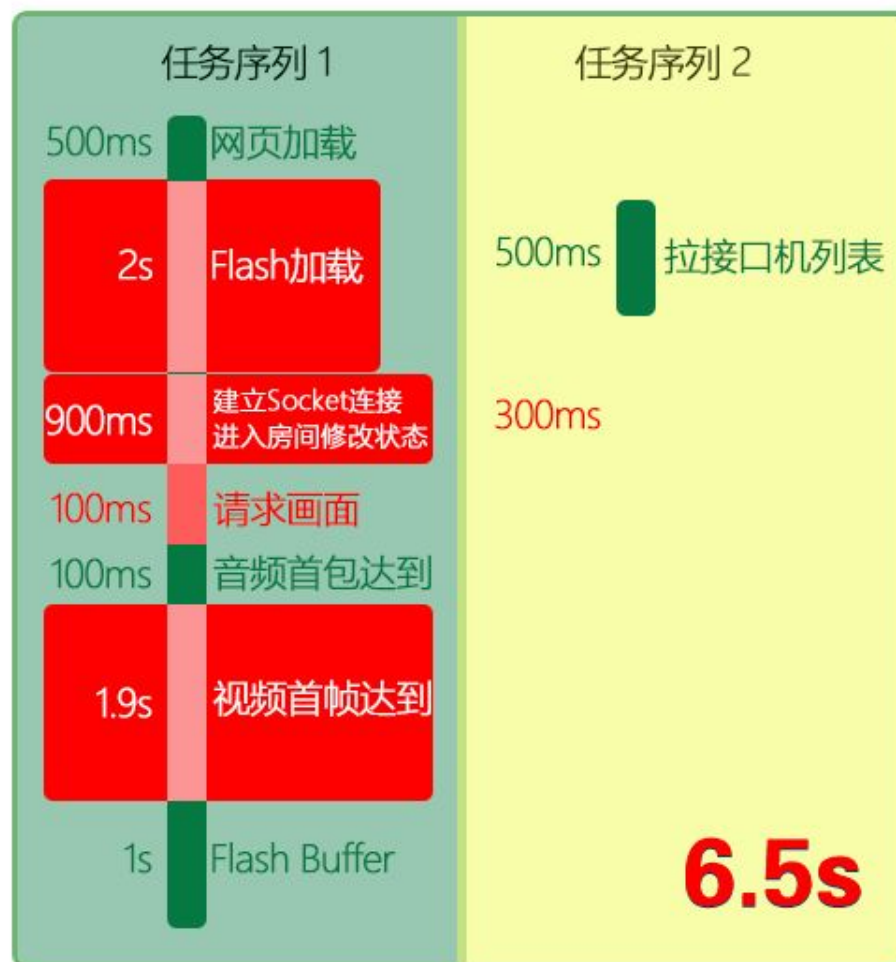 任务序列 1
任务序列 2
500ms 网页加载
2s Flash加载
500ms 拉接口机列表
900ms 建立Socket连接
进入房间修改状态
300ms
100ms 请求画面
100ms 音频首包达到
1.9s 视频首帧达到
1s Flash Buffer
6.5s